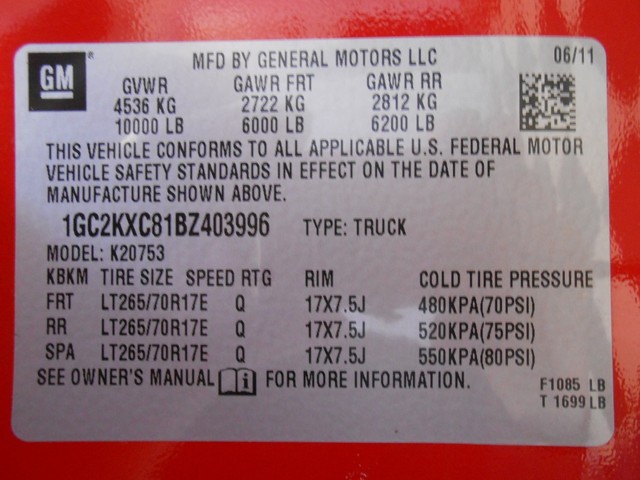 GM®
MFD BY GENERAL MOTORS LLC 06/11
GVWR GAWR FRT GAWR RR
4536 KG 2722 KG 2812 KG
10000 LB 6000 LB 6200 LB
THIS VEHICLE CONFORMS TO ALL APPLICABLE U.S. FEDERAL MOTOR
VEHICLE SAFETY STANDARDS IN EFFECT ON THE DATE OF
MANUFACTURE SHOWN ABOVE.
1GC2KXC81BZ403996 TYPE: TRUCK
MODEL: K20753
KBKM TIRE SIZE SPEED RTG RIM COLD TIRE PRESSURE
FRT LT265/70R17E Q 17X7.5J 480KPA(70PSI)
RR LT265/70R17E Q 17X7.5J 520KPA(75PSI)
SPA LT265/70R17E Q 17X7.5J 550KPA(80PSI)
SEE OWNER'S MANUAL i FOR MORE INFORMATION.
F1085 LB
T 1699 LB